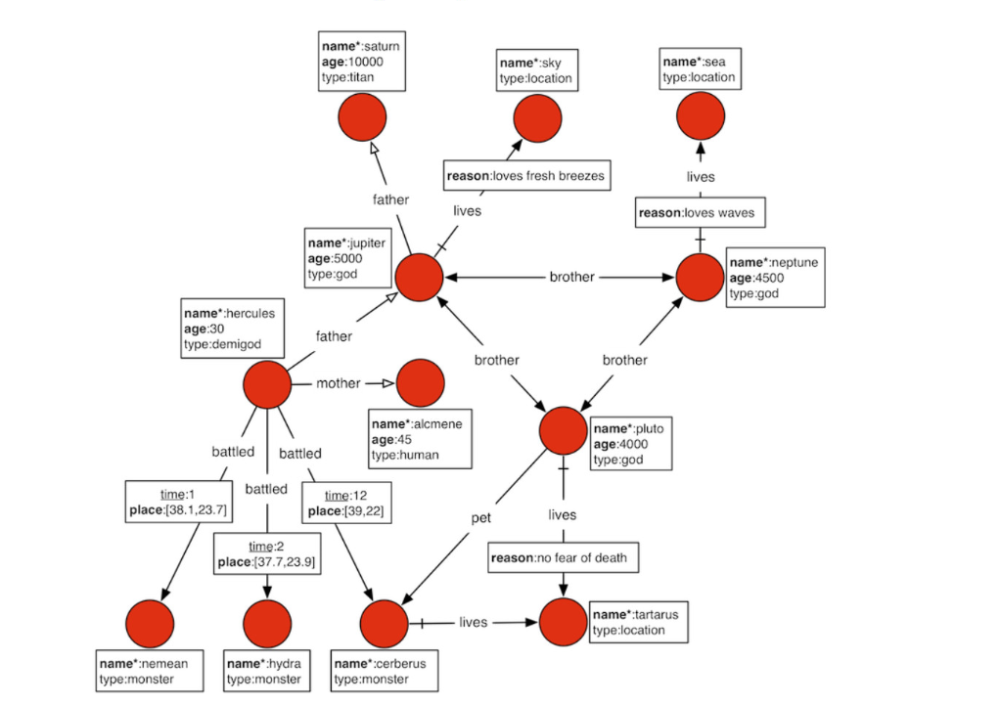 name*:saturn
age:10000
type:titan
name*:sky
type:location
name*:sea
type:location
reason:loves fresh breezes
lives
father
lives
reason:loves waves
name*:jupiter
age:5000
type:god
brother
name*:neptune
age:4500
type:god
name*:hercules
age:30
type:demigod
father
brother
brother
mother
name*:alcmene
age:45
type:human
name*:pluto
age:4000
type:god
battled
battled
battled
time:1
place:[38.1,23.7]
time:12
place:[39,22]
time:2
place:[37.7,23.9]
pet
lives
reason:no fear of death
lives
name*:tartarus
type:location
name*:nemean
type:monster
name*:hydra
type:monster
name*:cerberus
type:monster